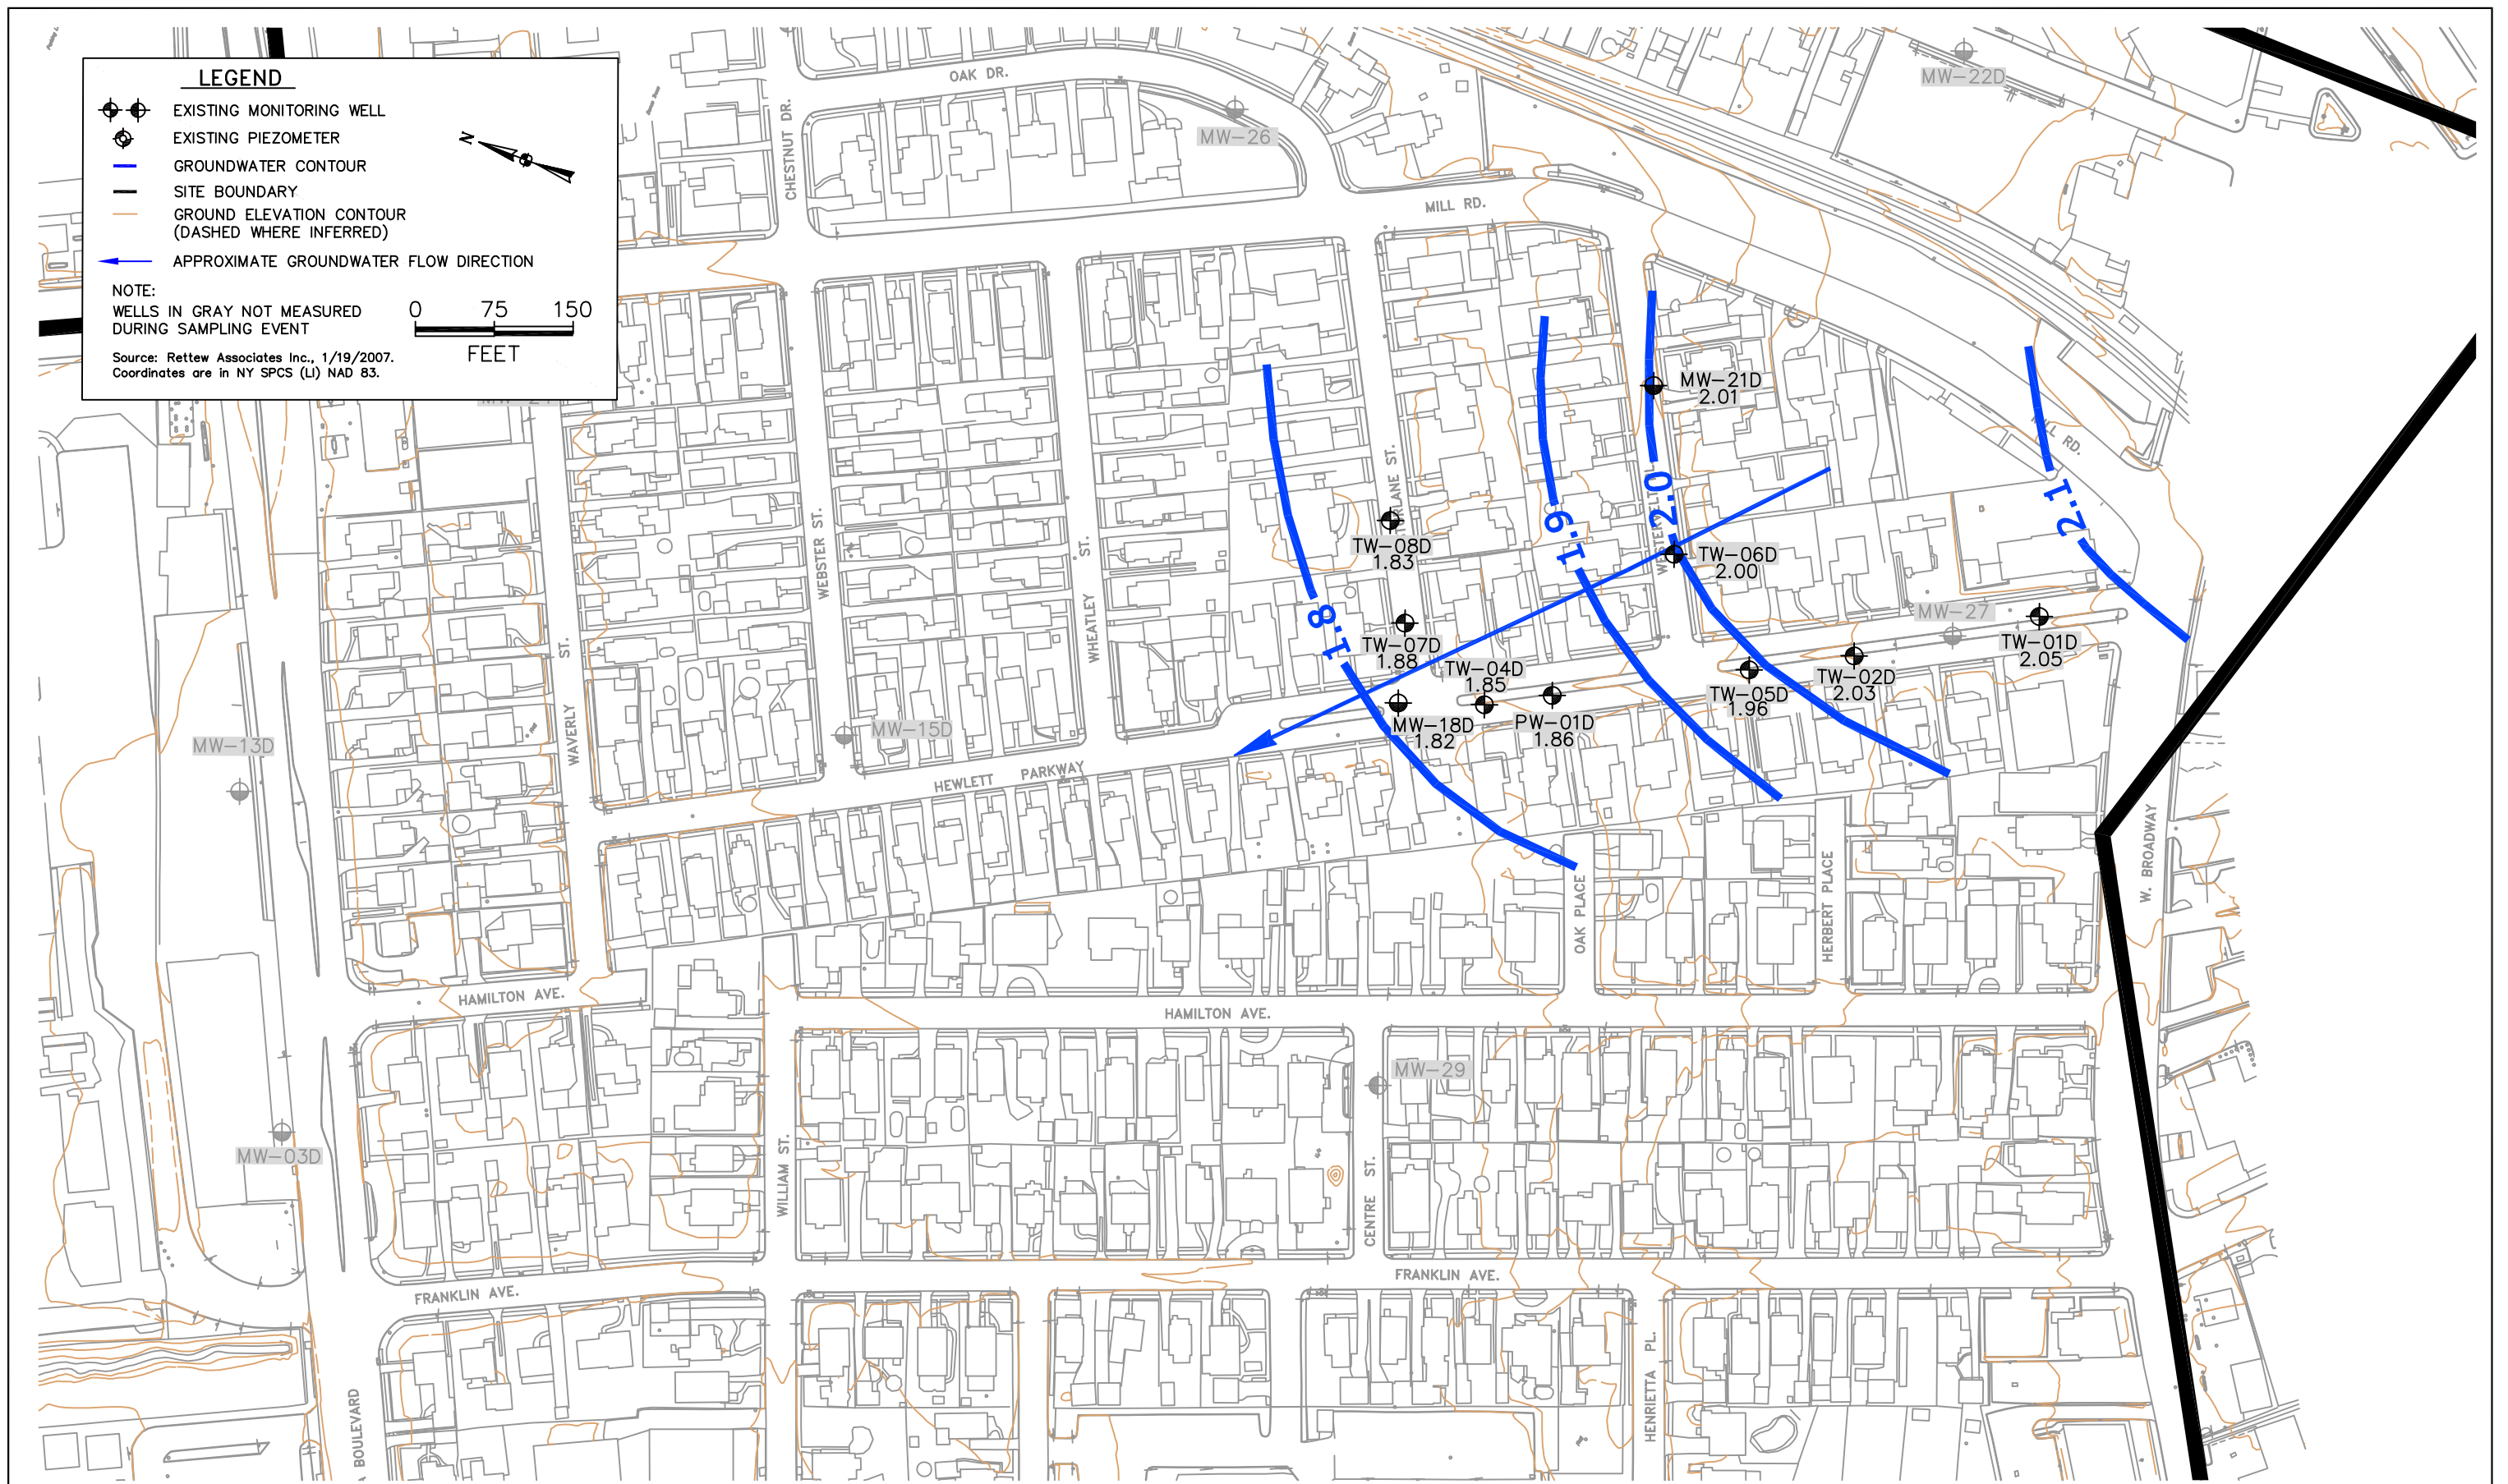 LEGEND
EXISTING MONITORING WELL
EXISTING PIEZOMETER
GROUNDWATER CONTOUR
SITE BOUNDARY
GROUND ELEVATION CONTOUR
(DASHED WHERE INFERRED)
APPROXIMATE GROUNDWATER FLOW DIRECTION
N
NOTE:
WELLS IN GRAY NOT MEASURED
DURING SAMPLING EVENT
0 75 150
FEET
Source: Rettew Associates Inc., 1/19/2007.
Coordinates are in NY SPCS (LI) NAD 83.
OAK DR.
CHESTNUT DR.
MW-26
MW-22D
MILL RD.
MW-21D
2.01
MILL RD.
WEBSTER ST.
WHEATLEY ST.
WAVERLY ST.
TW-08D
1.83
TW-07D
1.88
TW-06D
2.00
1.8
1.9
2.0
2.1
MW-27
TW-01D
2.05
TW-02D
2.03
TW-05D
1.96
TW-04D
1.85
PW-01D
1.86
MW-18D
1.82
MW-15D
MW-13D
HEWLETT PARKWAY
OAK PLACE
HERBERT PLACE
W. BROADWAY
HAMILTON AVE.
HAMILTON AVE.
MW-29
MW-03D
WILLIAM ST.
CENTRE ST.
FRANKLIN AVE.
FRANKLIN AVE.
HENRIETTA PL.
BOULEVARD